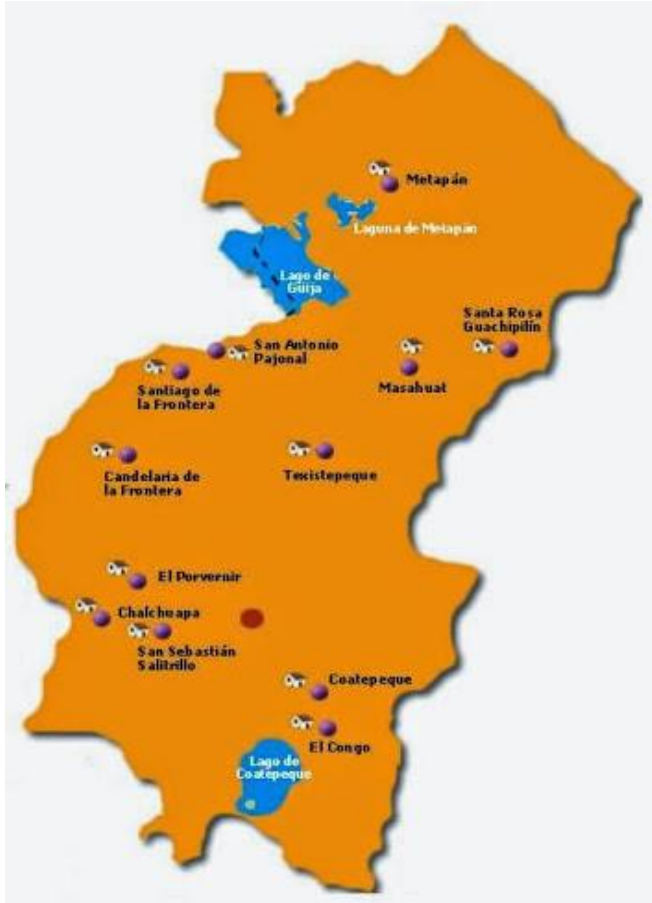 Metapán
Laguna de Metapán
Lago de
Güija
Santa Rosa
Guachipilín
San Antonio
Pajonal
Masahuat
Santiago de
la Frontera
Candelaria de
la Frontera
Texistepeque
El Porvernir
Chalchuapa
San Sebastián
Salitrillo
Coatepeque
El Congo
Lago de
Coatepeque